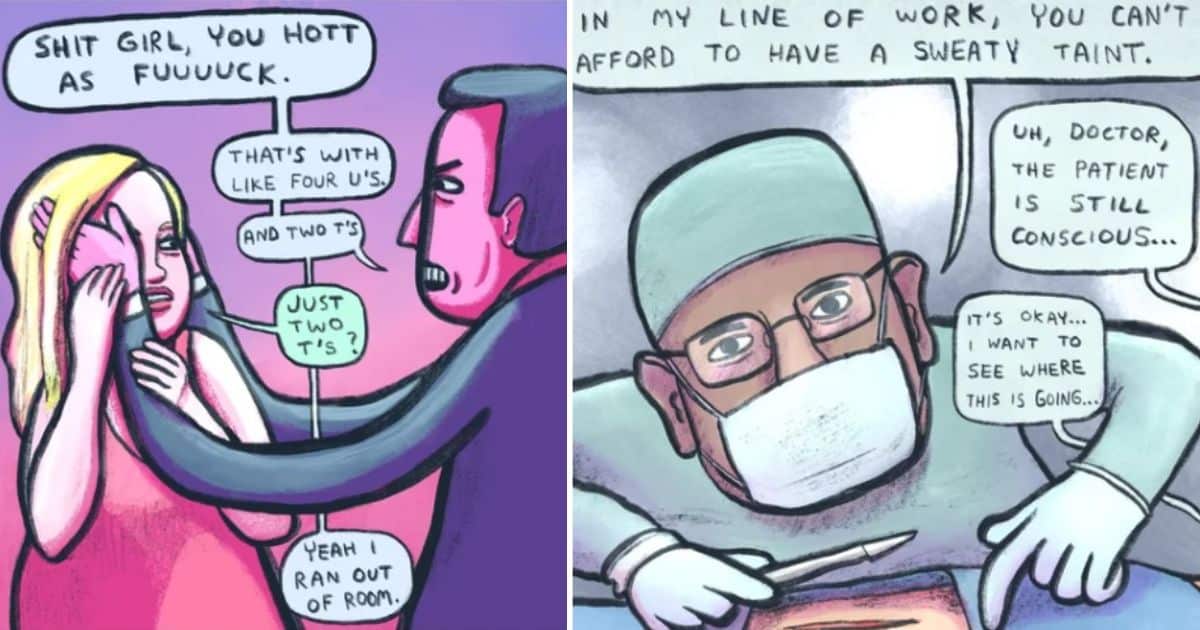 SHIT GIRL, YOU HOTT
AS FUUUUCK.
THAT'S WITH
LIKE FOUR U'S.
AND TWO T'S
JUST
TWO
T'S?
YEAH I
RAN OUT
OF ROOM.
IN MY LINE OF WORK, YOU CAN'T
AFFORD TO HAVE A SWEATY TAINT.
UH, DOCTOR,
THE PATIENT
IS STILL
CONSCIOUS...
IT'S OKAY...
I WANT TO
SEE WHERE
THIS IS GOING...